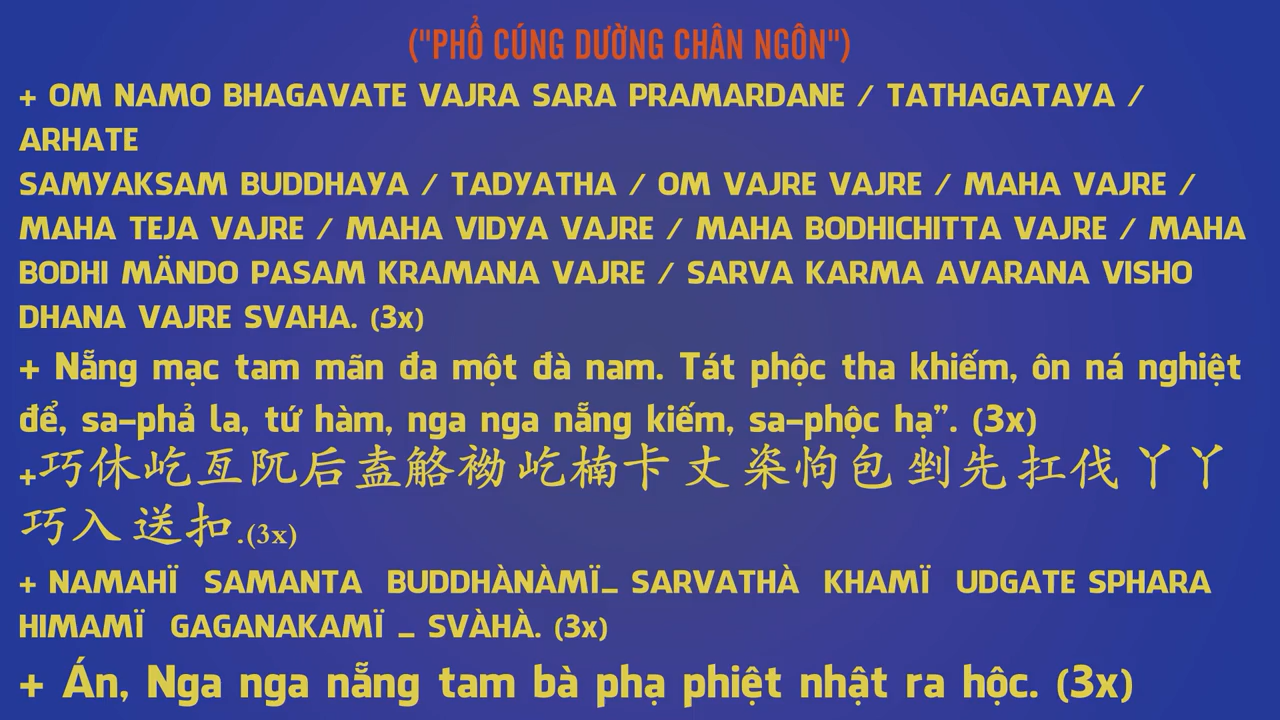 ("PHỔ CÚNG DƯỜNG CHÂN NGÔN")
+ OM NAMO BHAGAVATE VAJRA SARA PRAMARDANE / TATHAGATAYA /
ARHATE
SAMYAKSAM BUDDHAYA / TADYATHA / OM VAJRE VAJRE / MAHA VAJRE /
MAHA TEJA VAJRE / MAHA VIDYA VAJRE / MAHA BODHICHITTA VAJRE / MAHA
BODHI MÄNDO PASAM KRAMANA VAJRE / SARVA KARMA AVARANA VISHO
DHANA VAJRE SVAHA. (3x)
+ Nẵng mạc tam mãn đa một đà nam. Tát phộc tha khiếm, ôn ná nghiệt
để, sa-phả la, tứ hàm, nga nga nẵng kiếm, sa-phộc hạ”. (3x)
+巧休屹亙阢后盍觡袎屹楠卡丈楶怐包剉先扛伐丫丫
巧入送扣.(3x)
+ NAMAHÏ SAMANTA BUDDHÀNÀMÏ_ SARVATHÀ KHAMÏ UDGATE SPHARA
HIMAMÏ GAGANAKAMÏ _ SVÀHÀ. (3x)
+ Án, Nga nga nẵng tam bà phạ phiệt nhật ra hộc. (3x)